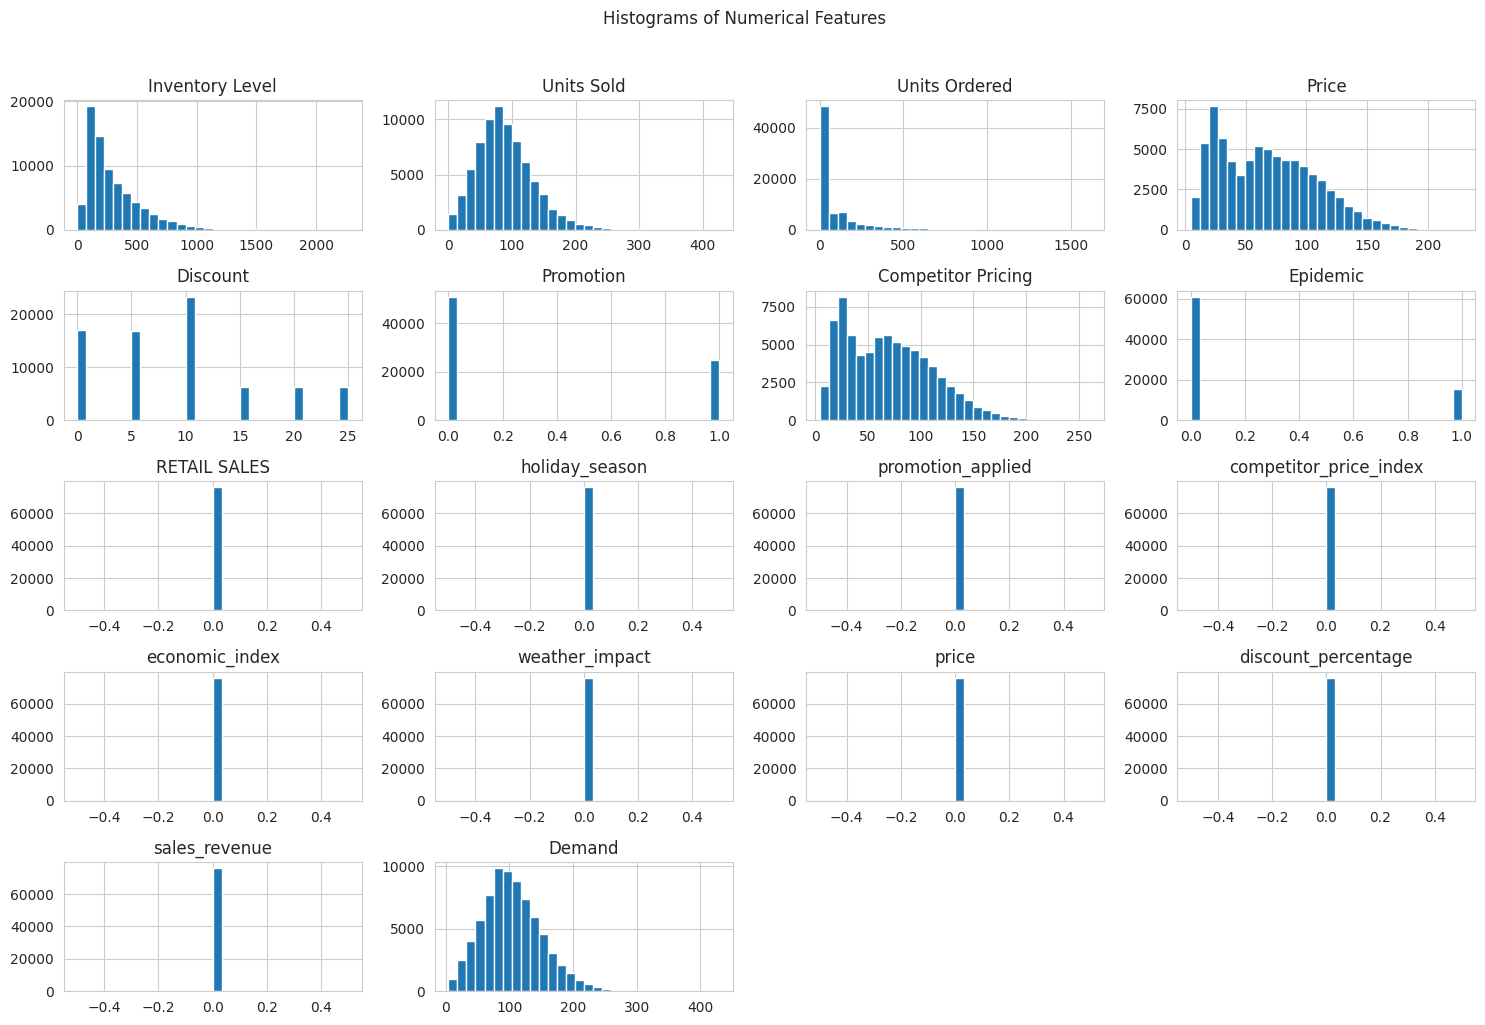 Histograms of Numerical Features
Inventory Level
20000
10000
0
0 500 1000 1500 2000
Units Sold
10000
5000
0
0 100 200 300 400
Units Ordered
40000
20000
0
0 500 1000 1500
Price
7500
5000
2500
0
0 50 100 150 200
Discount
20000
10000
0
0 5 10 15 20 25
Promotion
40000
20000
0
0.0 0.2 0.4 0.6 0.8 1.0
Competitor Pricing
7500
5000
2500
0
0 50 100 150 200 250
Epidemic
60000
40000
20000
0
0.0 0.2 0.4 0.6 0.8 1.0
RETAIL SALES
60000
40000
20000
0
−0.4 −0.2 0.0 0.2 0.4
holiday_season
60000
40000
20000
0
−0.4 −0.2 0.0 0.2 0.4
promotion_applied
60000
40000
20000
0
−0.4 −0.2 0.0 0.2 0.4
competitor_price_index
60000
40000
20000
0
−0.4 −0.2 0.0 0.2 0.4
economic_index
60000
40000
20000
0
−0.4 −0.2 0.0 0.2 0.4
weather_impact
60000
40000
20000
0
−0.4 −0.2 0.0 0.2 0.4
price
60000
40000
20000
0
−0.4 −0.2 0.0 0.2 0.4
discount_percentage
60000
40000
20000
0
−0.4 −0.2 0.0 0.2 0.4
sales_revenue
60000
40000
20000
0
−0.4 −0.2 0.0 0.2 0.4
Demand
10000
5000
0
0 100 200 300 400